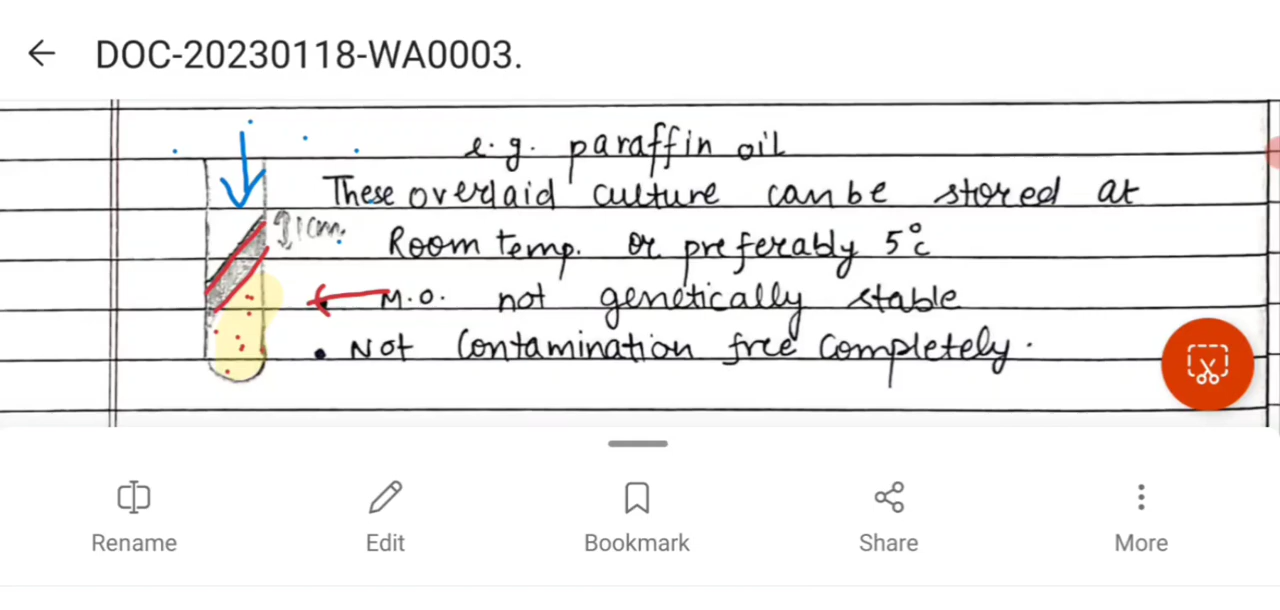 DOC-20230118-WA0003.
e.g. paraffin oil
These overlaid culture can be stored at
1cm.
Room temp. or preferably 5°c
M.O. not genetically stable
• Not Contamination free Completely.
Rename Edit Bookmark Share More